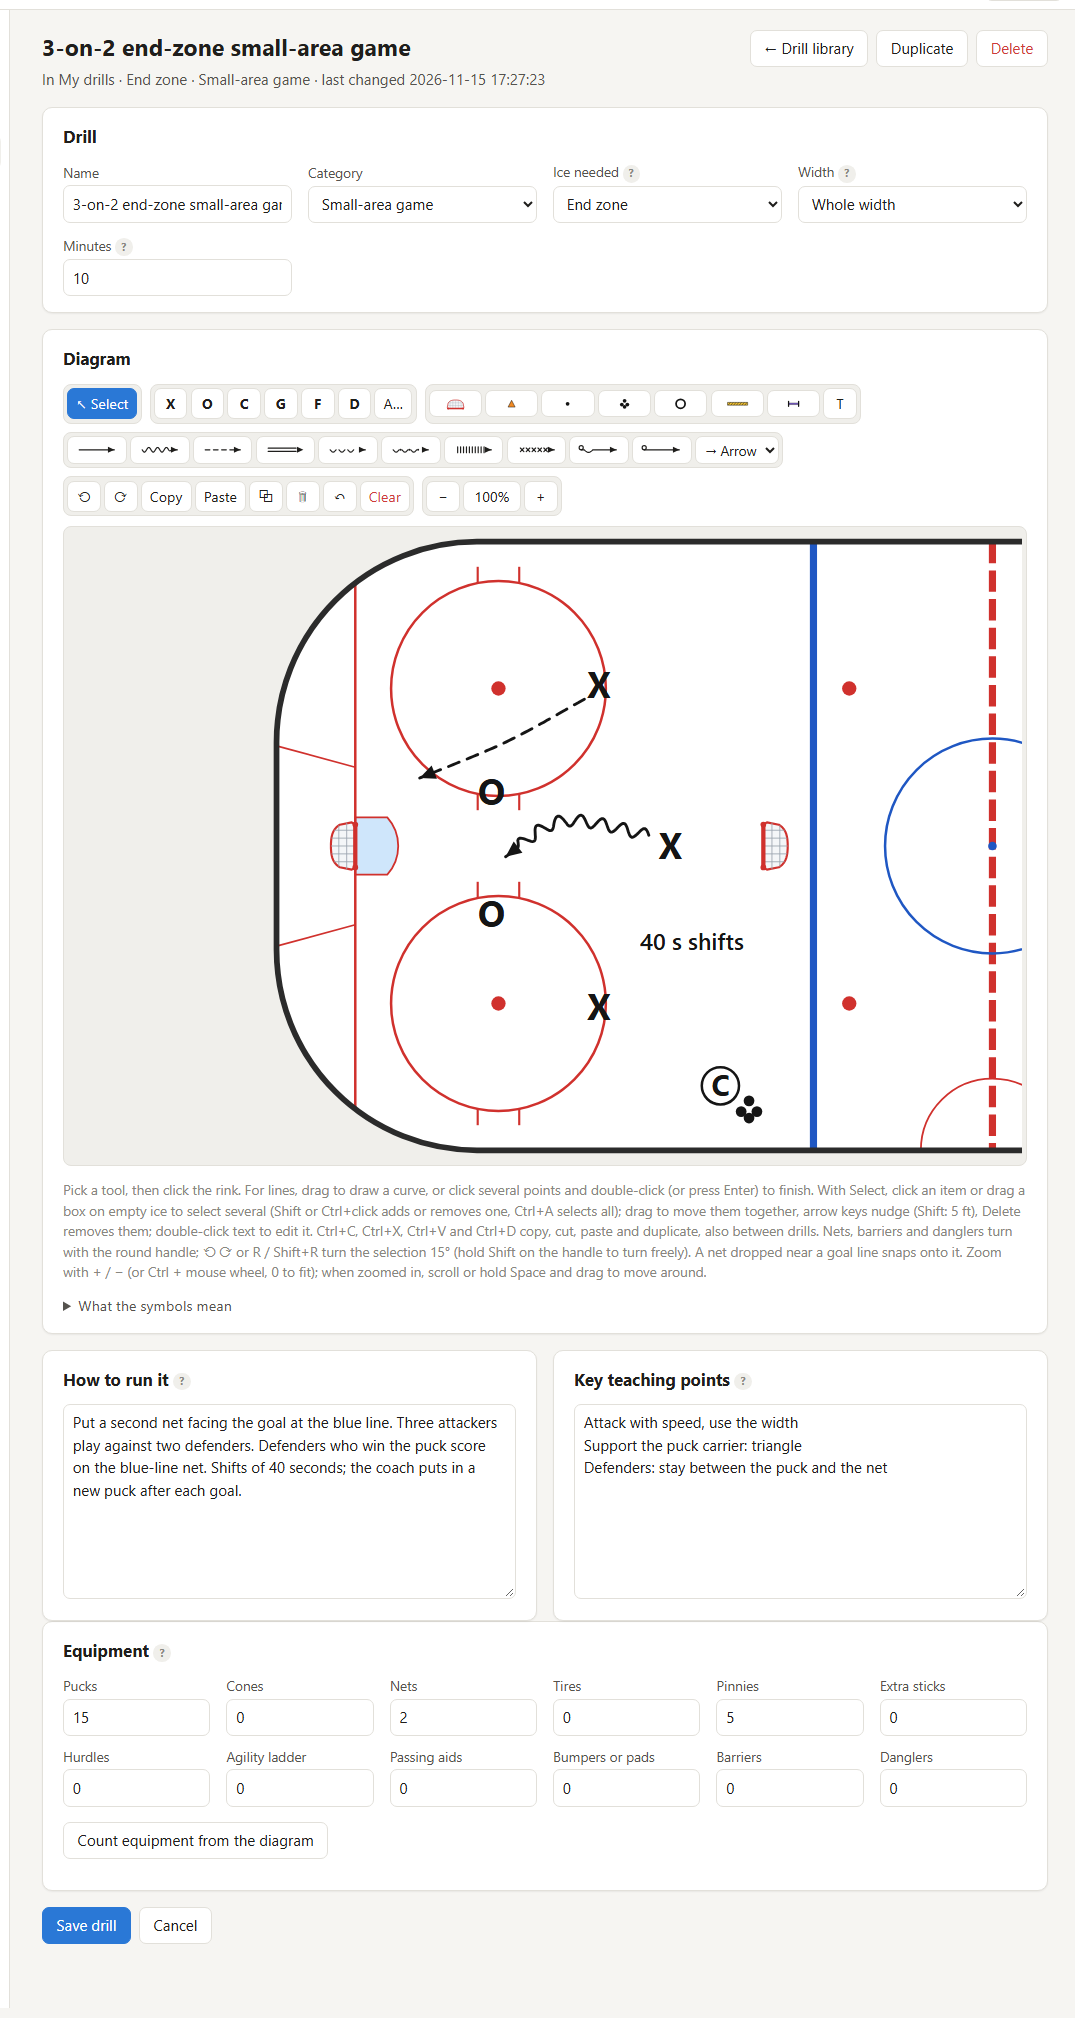 3-on-2 end-zone small-area game
← Drill library
Duplicate
Delete
In My drills · End zone · Small-area game · last changed 2026-11-15 17:27:23
Drill
Name
Category
Ice needed ?
Width ?
3-on-2 end-zone small-area gar
Small-area game
End zone
Whole width
Minutes ?
10
Diagram
Select
X
O
C
G
F
D
A...
T
→ Arrow
Copy
Paste
Clear
−
100%
+
X
O
X
O
40 s shifts
X
C
Pick a tool, then click the rink. For lines, drag to draw a curve, or click several points and double-click (or press Enter) to finish. With Select, click an item or drag a
box on empty ice to select several (Shift or Ctrl+click adds or removes one, Ctrl+A selects all); drag to move them together, arrow keys nudge (Shift: 5 ft), Delete
removes them; double-click text to edit it. Ctrl+C, Ctrl+X, Ctrl+V and Ctrl+D copy, cut, paste and duplicate, also between drills. Nets, barriers and danglers turn
with the round handle; ⟲ ⟳ or R / Shift+R turn the selection 15° (hold Shift on the handle to turn freely). A net dropped near a goal line snaps onto it. Zoom
with + / − (or Ctrl + mouse wheel, 0 to fit); when zoomed in, scroll or hold Space and drag to move around.
What the symbols mean
How to run it ?
Put a second net facing the goal at the blue line. Three attackers
play against two defenders. Defenders who win the puck score
on the blue-line net. Shifts of 40 seconds; the coach puts in a
new puck after each goal.
Key teaching points ?
Attack with speed, use the width
Support the puck carrier: triangle
Defenders: stay between the puck and the net
Equipment ?
Pucks
Cones
Nets
Tires
Pinnies
Extra sticks
15
0
2
0
5
0
Hurdles
Agility ladder
Passing aids
Bumpers or pads
Barriers
Danglers
0
0
0
0
0
0
Count equipment from the diagram
Save drill
Cancel